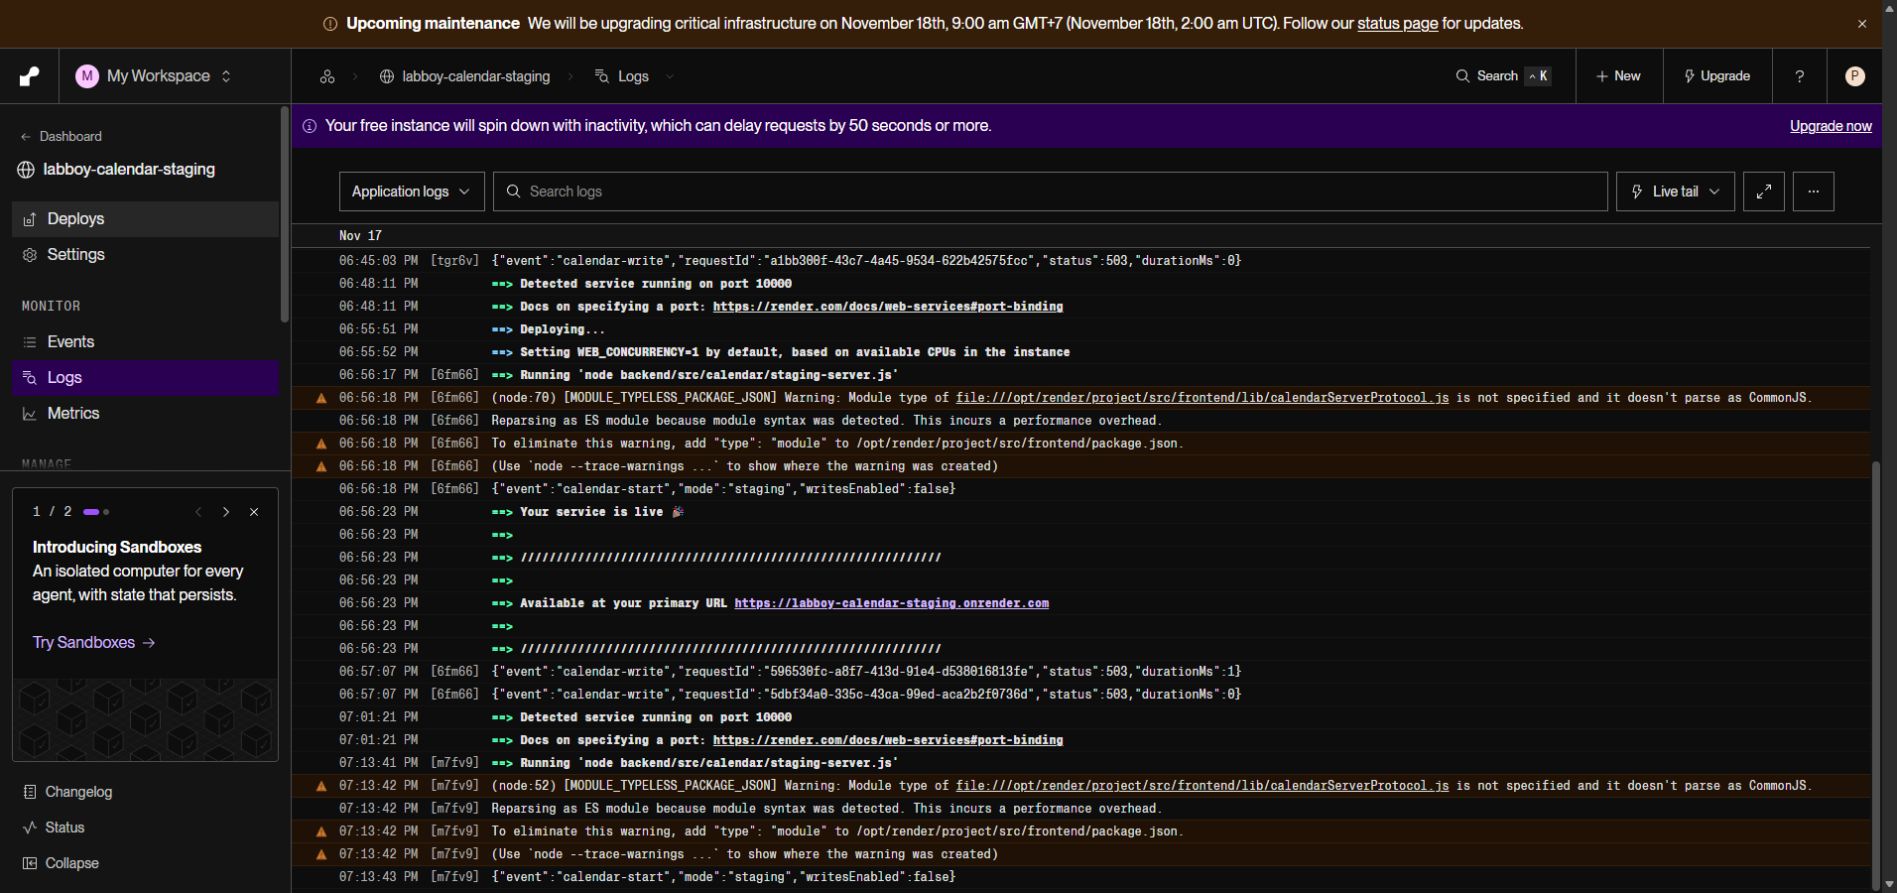 Upcoming maintenance We will be upgrading critical infrastructure on November 18th, 9:00 am GMT+7 (November 18th, 2:00 am UTC). Follow our status page for updates.
M My Workspace
labboy-calendar-staging
Logs
Search ^ K
+ New
Upgrade
?
P
← Dashboard
labboy-calendar-staging
Deploys
Settings
MONITOR
Events
Logs
Metrics
MANAGE
1 / 2
Introducing Sandboxes
An isolated computer for every
agent, with state that persists.
Try Sandboxes →
Changelog
Status
Collapse
Your free instance will spin down with inactivity, which can delay requests by 50 seconds or more.
Upgrade now
Application logs
Search logs
Live tail
...
Nov 17
06:45:03 PM [tgr6v] {"event":"calendar-write","requestId":"a1bb300f-43c7-4a45-9534-622b42575fcc","status":503,"durationMs":0}
06:48:11 PM ==> Detected service running on port 10000
06:48:11 PM ==> Docs on specifying a port: https://render.com/docs/web-services#port-binding
06:55:51 PM ==> Deploying...
06:55:52 PM ==> Setting WEB_CONCURRENCY=1 by default, based on available CPUs in the instance
06:56:17 PM [6fm66] ==> Running 'node backend/src/calendar/staging-server.js'
06:56:18 PM [6fm66] (node:70) [MODULE_TYPELESS_PACKAGE_JSON] Warning: Module type of file:///opt/render/project/src/frontend/lib/calendarServerProtocol.js is not specified and it doesn't parse as CommonJS.
06:56:18 PM [6fm66] Reparsing as ES module because module syntax was detected. This incurs a performance overhead.
06:56:18 PM [6fm66] To eliminate this warning, add "type": "module" to /opt/render/project/src/frontend/package.json.
06:56:18 PM [6fm66] (Use `node --trace-warnings ...` to show where the warning was created)
06:56:18 PM [6fm66] {"event":"calendar-start","mode":"staging","writesEnabled":false}
06:56:23 PM ==> Your service is live 🎉
06:56:23 PM ==>
06:56:23 PM ==> ///////////////////////////////////////////////////////////
06:56:23 PM ==>
06:56:23 PM ==> Available at your primary URL https://labboy-calendar-staging.onrender.com
06:56:23 PM ==>
06:56:23 PM ==> ///////////////////////////////////////////////////////////
06:57:07 PM [6fm66] {"event":"calendar-write","requestId":"596530fc-a8f7-413d-91e4-d538016813fe","status":503,"durationMs":1}
06:57:07 PM [6fm66] {"event":"calendar-write","requestId":"5dbf34a0-335c-43ca-99ed-aca2b2f0736d","status":503,"durationMs":0}
07:01:21 PM ==> Detected service running on port 10000
07:01:21 PM ==> Docs on specifying a port: https://render.com/docs/web-services#port-binding
07:13:41 PM [m7fv9] ==> Running 'node backend/src/calendar/staging-server.js'
07:13:42 PM [m7fv9] (node:52) [MODULE_TYPELESS_PACKAGE_JSON] Warning: Module type of file:///opt/render/project/src/frontend/lib/calendarServerProtocol.js is not specified and it doesn't parse as CommonJS.
07:13:42 PM [m7fv9] Reparsing as ES module because module syntax was detected. This incurs a performance overhead.
07:13:42 PM [m7fv9] To eliminate this warning, add "type": "module" to /opt/render/project/src/frontend/package.json.
07:13:42 PM [m7fv9] (Use `node --trace-warnings ...` to show where the warning was created)
07:13:43 PM [m7fv9] {"event":"calendar-start","mode":"staging","writesEnabled":false}